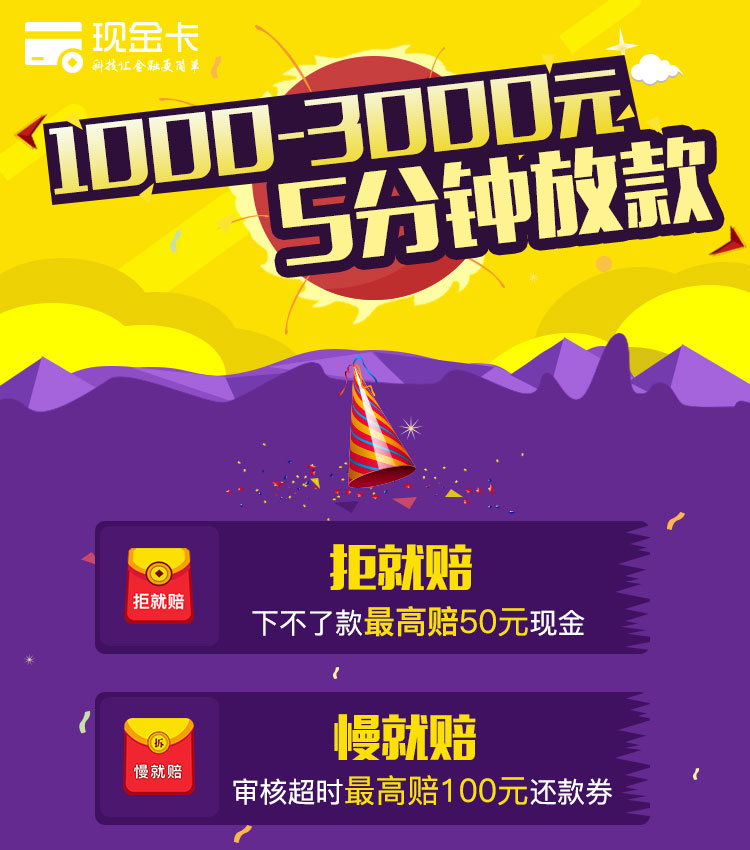 现金卡
科技让金融更简单
1000-3000元
5分钟放款
拒就赔
拒就赔
下不了款最高赔50元现金
拆
慢就赔
慢就赔
审核超时最高赔100元还款券